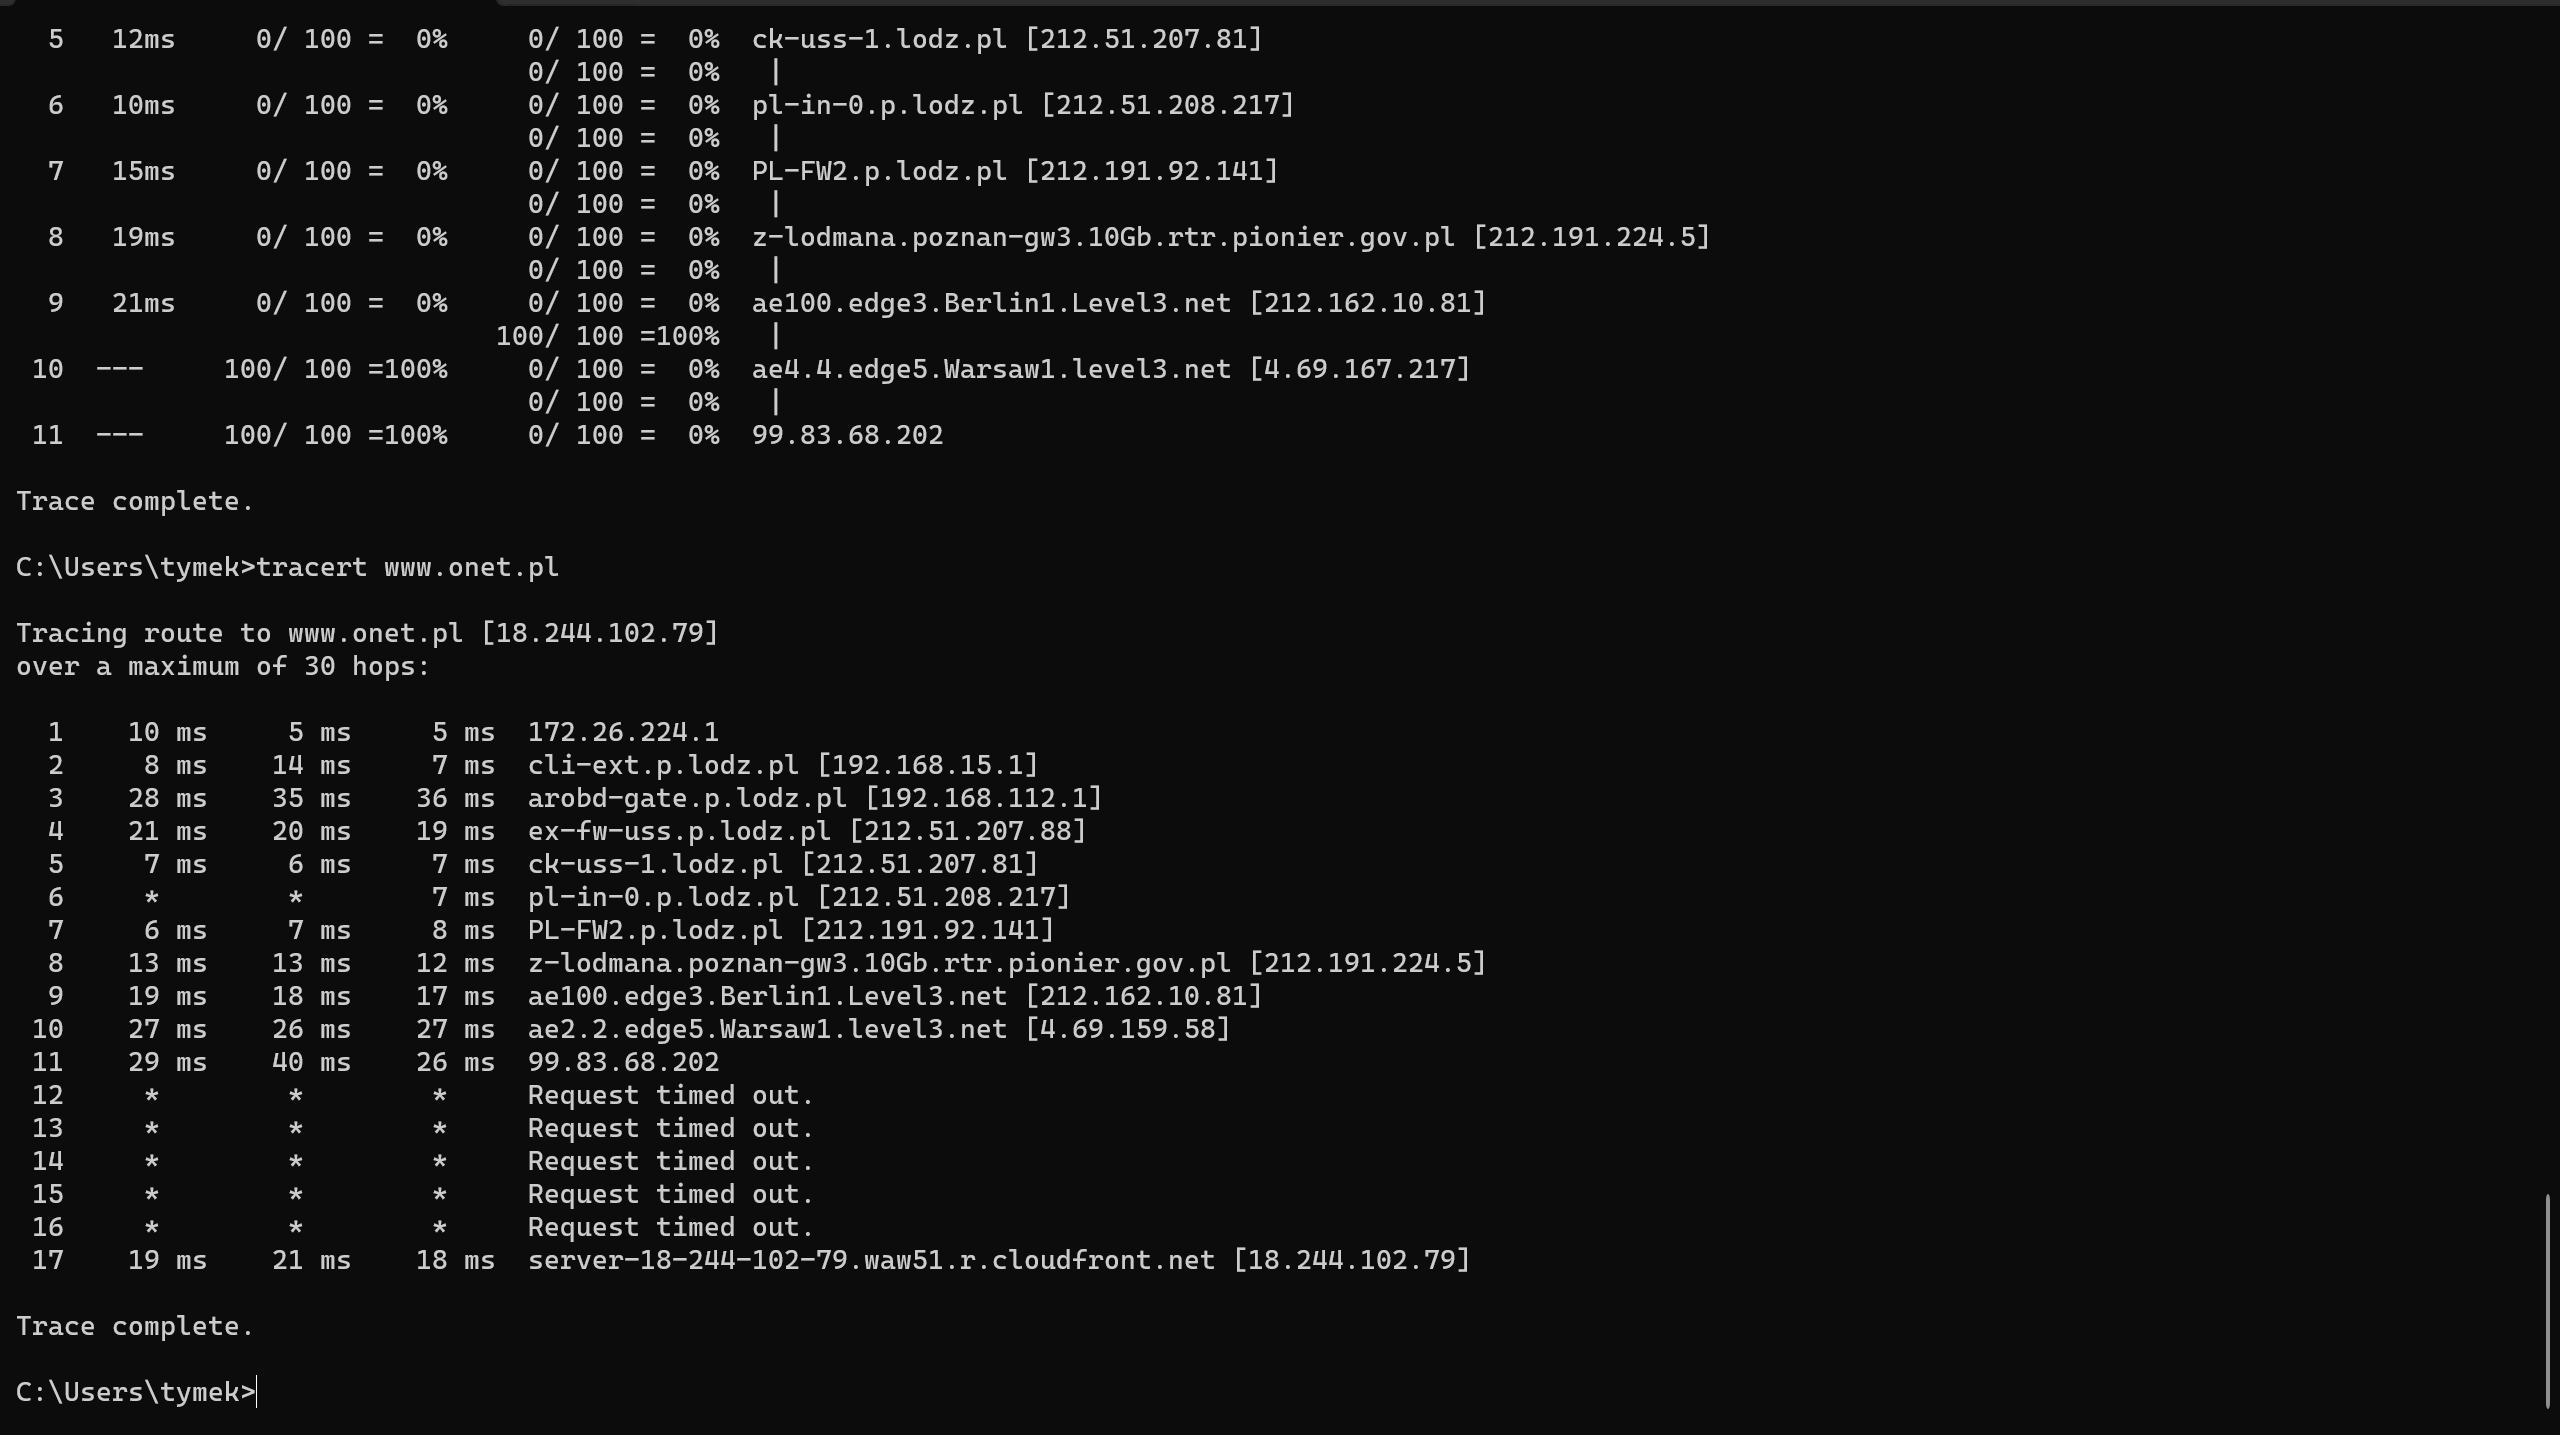 5   12ms     0/ 100 =  0%     0/ 100 =  0%  ck-uss-1.lodz.pl [212.51.207.81]
                                0/ 100 =  0%   |
  6   10ms     0/ 100 =  0%     0/ 100 =  0%  pl-in-0.p.lodz.pl [212.51.208.217]
                                0/ 100 =  0%   |
  7   15ms     0/ 100 =  0%     0/ 100 =  0%  PL-FW2.p.lodz.pl [212.191.92.141]
                                0/ 100 =  0%   |
  8   19ms     0/ 100 =  0%     0/ 100 =  0%  z-lodmana.poznan-gw3.10Gb.rtr.pionier.gov.pl [212.191.224.5]
                                0/ 100 =  0%   |
  9   21ms     0/ 100 =  0%     0/ 100 =  0%  ae100.edge3.Berlin1.Level3.net [212.162.10.81]
                              100/ 100 =100%   |
 10  ---     100/ 100 =100%     0/ 100 =  0%  ae4.4.edge5.Warsaw1.level3.net [4.69.167.217]
                                0/ 100 =  0%   |
 11  ---     100/ 100 =100%     0/ 100 =  0%  99.83.68.202
Trace complete.
C:\Users\tymek>tracert www.onet.pl
Tracing route to www.onet.pl [18.244.102.79]
over a maximum of 30 hops:
  1    10 ms     5 ms     5 ms  172.26.224.1
  2     8 ms    14 ms     7 ms  cli-ext.p.lodz.pl [192.168.15.1]
  3    28 ms    35 ms    36 ms  arobd-gate.p.lodz.pl [192.168.112.1]
  4    21 ms    20 ms    19 ms  ex-fw-uss.p.lodz.pl [212.51.207.88]
  5     7 ms     6 ms     7 ms  ck-uss-1.lodz.pl [212.51.207.81]
  6     *        *        7 ms  pl-in-0.p.lodz.pl [212.51.208.217]
  7     6 ms     7 ms     8 ms  PL-FW2.p.lodz.pl [212.191.92.141]
  8    13 ms    13 ms    12 ms  z-lodmana.poznan-gw3.10Gb.rtr.pionier.gov.pl [212.191.224.5]
  9    19 ms    18 ms    17 ms  ae100.edge3.Berlin1.Level3.net [212.162.10.81]
 10    27 ms    26 ms    27 ms  ae2.2.edge5.Warsaw1.level3.net [4.69.159.58]
 11    29 ms    40 ms    26 ms  99.83.68.202
 12     *        *        *     Request timed out.
 13     *        *        *     Request timed out.
 14     *        *        *     Request timed out.
 15     *        *        *     Request timed out.
 16     *        *        *     Request timed out.
 17    19 ms    21 ms    18 ms  server-18-244-102-79.waw51.r.cloudfront.net [18.244.102.79]
Trace complete.
C:\Users\tymek>